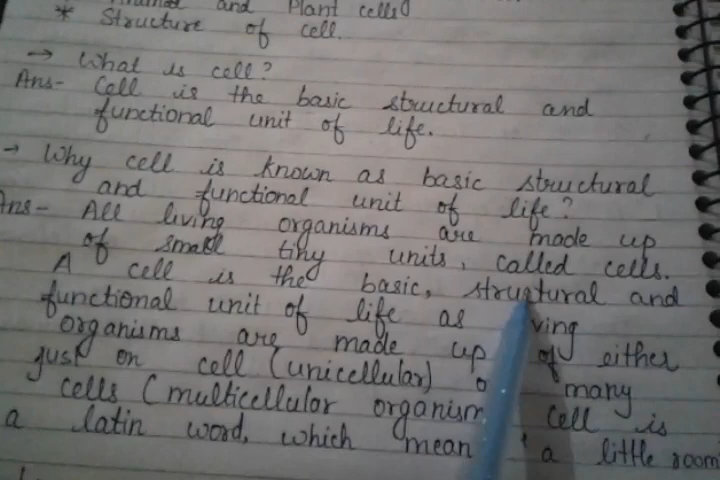 and Plant cells
* Structure of cell.
→ What is cell?
Ans- Cell is the basic structural and
functional unit of life.
→ Why cell is known as basic structural
and functional unit of life?
Ans- All living organisms are made up
of small tiny units, called cells.
A cell is the basic, structural and
functional unit of life as ving
organisms are made up of either
just on cell (unicellular) o many
cells (multicellular organism cell is
a latin word, which mean 'a little room